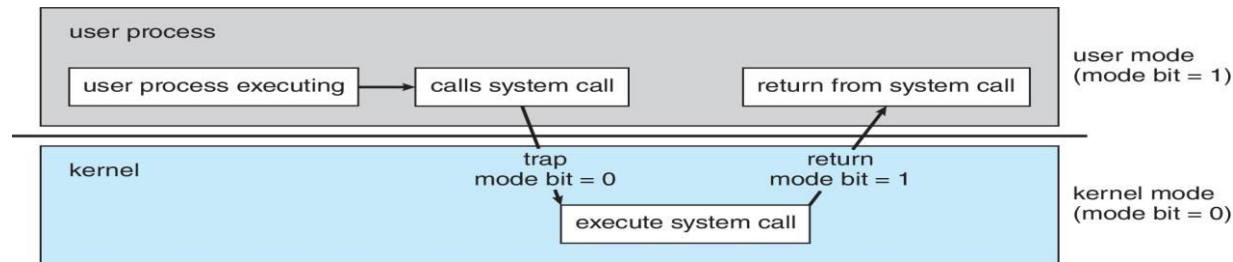 user process
user process executing
calls system call
return from system call
user mode
(mode bit = 1)
kernel
trap
mode bit = 0
return
mode bit = 1
execute system call
kernel mode
(mode bit = 0)